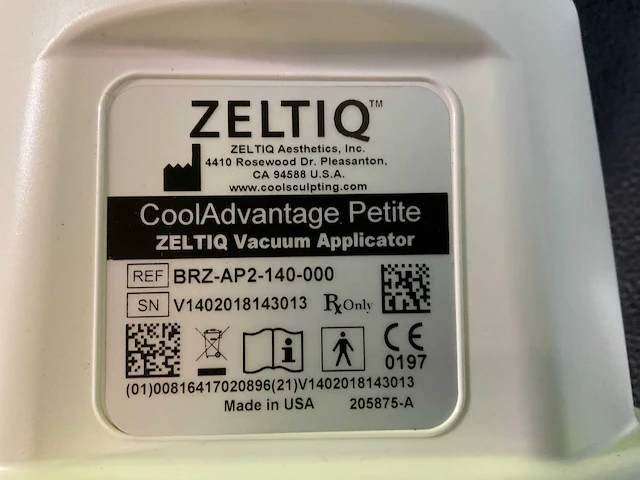 ZELTIQ™
ZELTIQ Aesthetics, Inc.
4410 Rosewood Dr. Pleasanton,
CA 94588 U.S.A.
www.coolsculpting.com
CoolAdvantage Petite
ZELTIQ Vacuum Applicator
REF BRZ-AP2-140-000
SN V1402018143013 Rx Only
CE
0197
(01)00816417020896(21)V1402018143013
Made in USA 205875-A